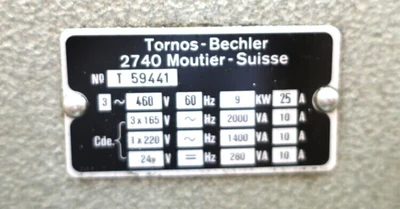 Tornos-Bechler
2740 Moutier-Suisse
No T 59441
3 ~ 460 V 60 Hz 9 KW 25 A
3x165 V ~ Hz 2000 VA 10 A
Cde. 1x220 V ~ Hz 1400 VA 10 A
24= V = Hz 280 VA 10 A